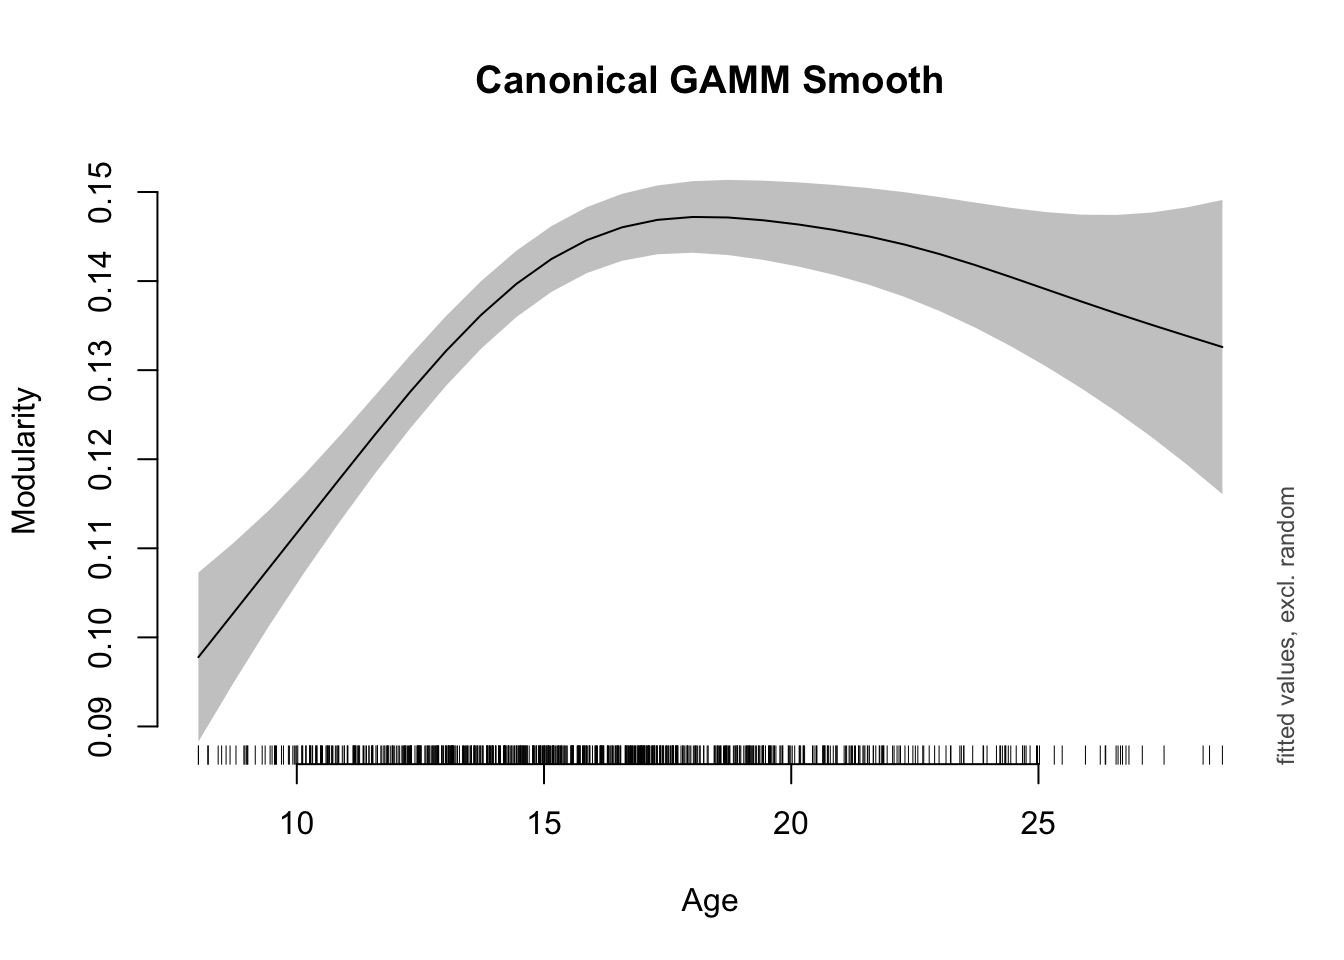 Canonical GAMM Smooth
0.15
0.14
0.13
0.12
0.11
0.10
0.09
Modularity
fitted values, excl. random
10 15 20 25
Age